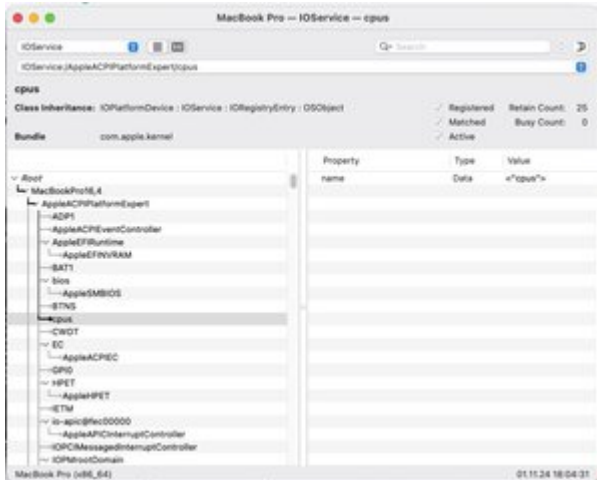 MacBook Pro — IOService — cpus
IOService
Search
IOService:/AppleACPIPlatformExpert/cpus
cpus
Class Inheritance: IOPlatformDevice : IOService : IORegistryEntry : OSObject
Registered
Retain Count: 25
Matched
Busy Count: 0
Active
Bundle com.apple.kernel
Property Type Value
name Data <"cpus">
Root
MacBookPro16,4
AppleACPIPlatformExpert
ADP1
AppleACPIEventController
AppleEFIRuntime
AppleEFINVRAM
BAT1
bios
AppleSMBIOS
BTNS
cpus
CWDT
EC
AppleACPIEC
GPI0
HPET
AppleHPET
IETM
io-apic@fec00000
AppleAPICInterruptController
IOPCIMessagedInterruptController
IOPMrootDomain
MacBook Pro (x86_64)
01.11.24 18:04:31